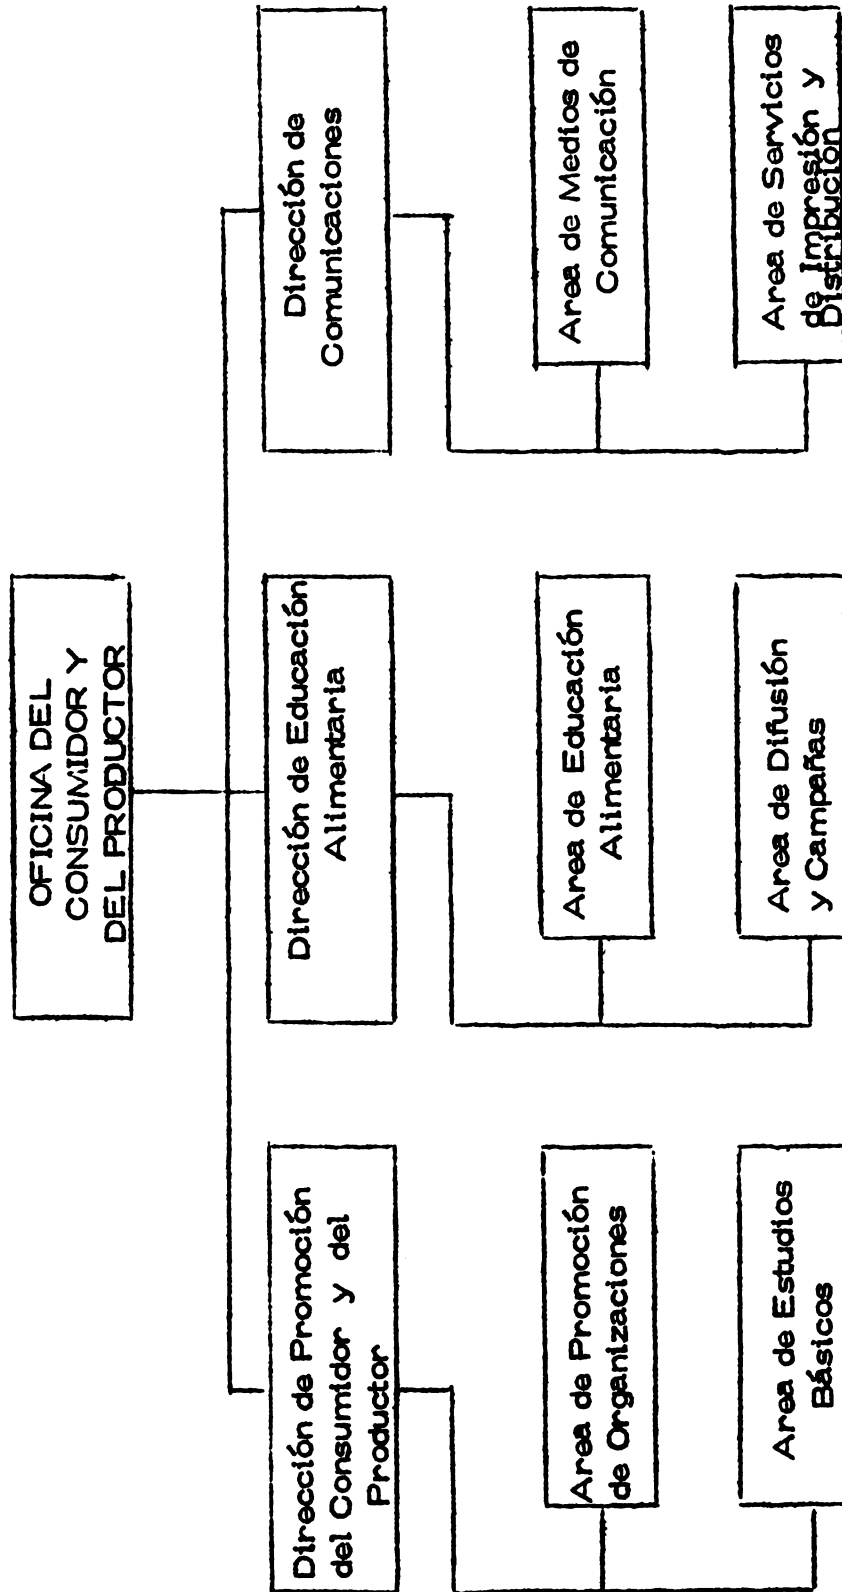 OFICINA DEL
CONSUMIDOR Y
DEL PRODUCTOR
Dirección de Promoción
del Consumidor y del
Productor
Dirección de Educación
Alimentaria
Dirección de
Comunicaciones
Area de Promoción
de Organizaciones
Area de Educación
Alimentaria
Area de Medios de
Comunicación
Area de Estudios
Básicos
Area de Difusión
y Campañas
Area de Servicios
de Impresión y
Distribución